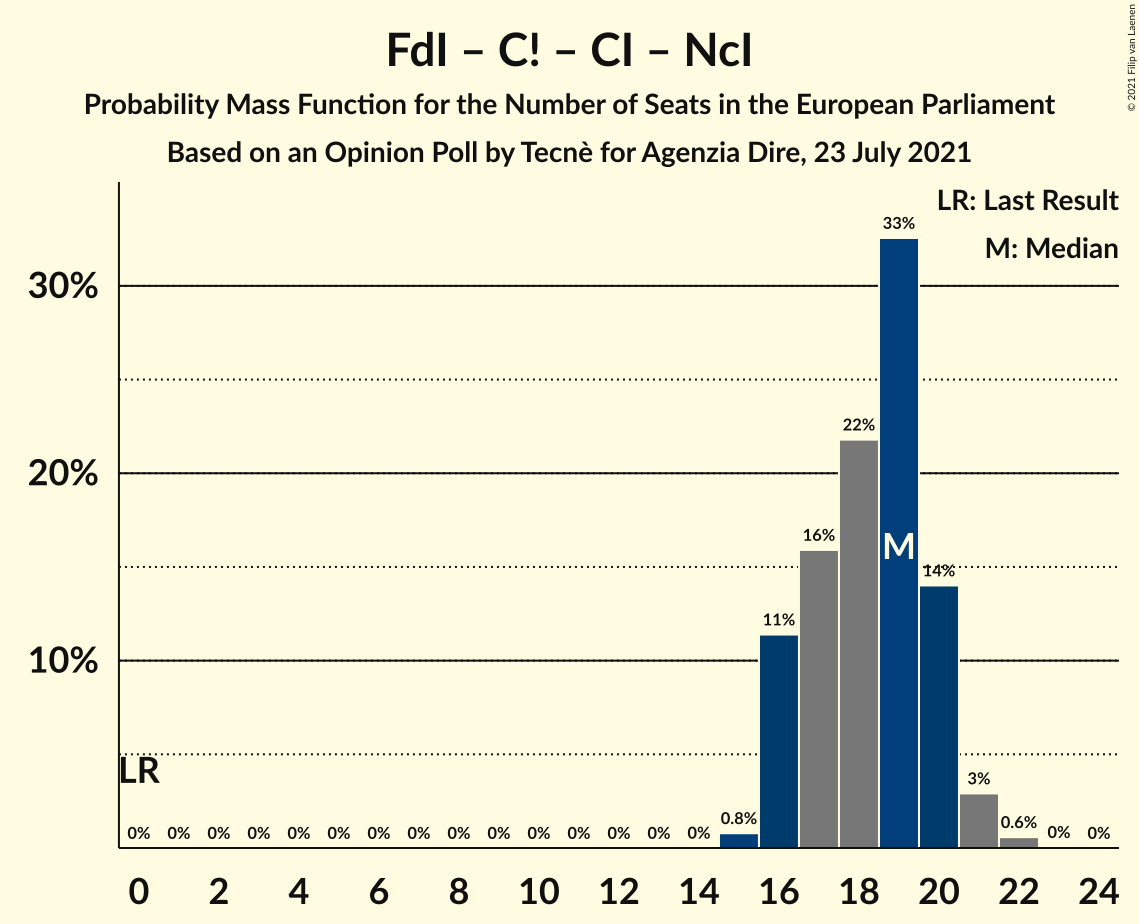 FdI – C! – CI – NcI
Probability Mass Function for the Number of Seats in the European Parliament
Based on an Opinion Poll by Tecnè for Agenzia Dire, 23 July 2021
© 2021 Filip van Laenen
LR: Last Result
M: Median
33%
30%
22%
20%
16%
M
14%
11%
10%
LR
3%
0% 0% 0% 0% 0% 0% 0% 0% 0% 0% 0% 0% 0% 0% 0% 0.8% 0.6% 0% 0%
0 2 4 6 8 10 12 14 16 18 20 22 24